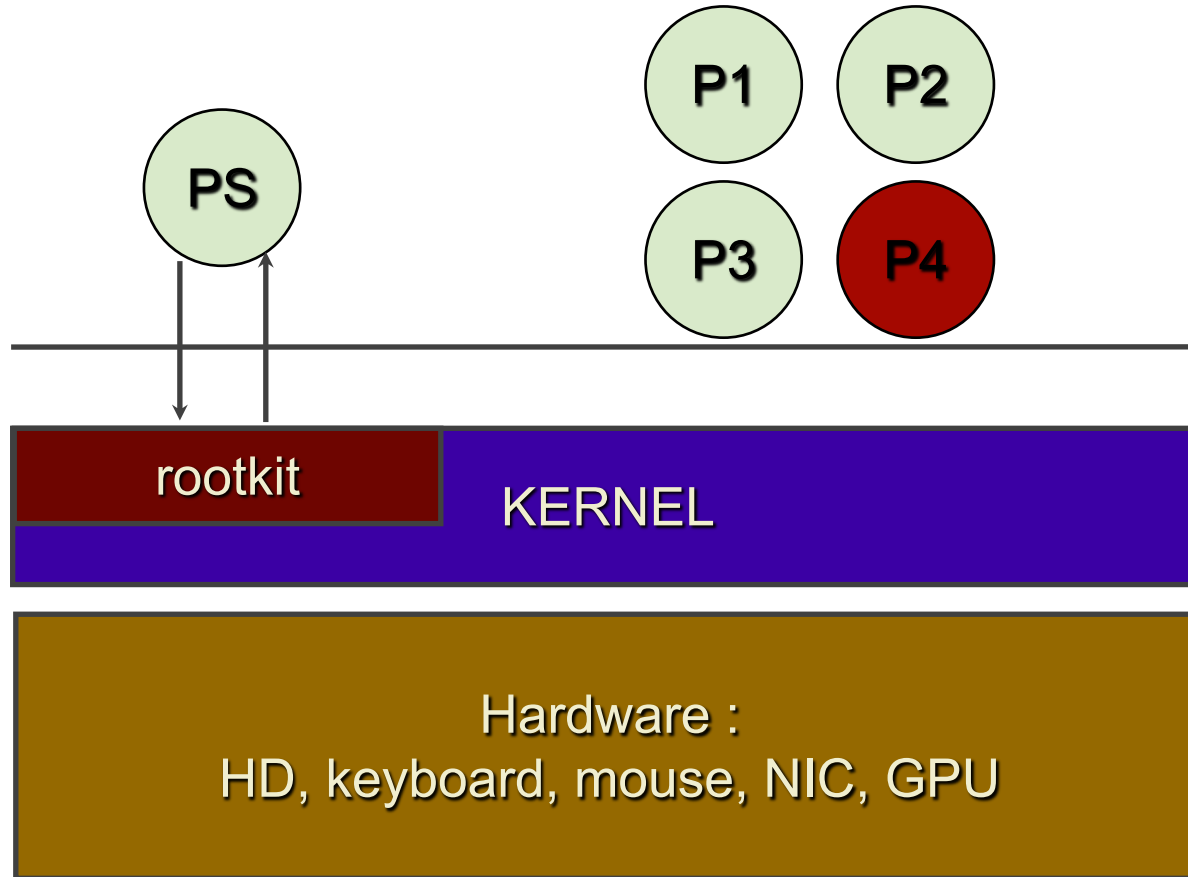 P1
P2
PS
P3
P4
rootkit
KERNEL
Hardware :
HD, keyboard, mouse, NIC, GPU